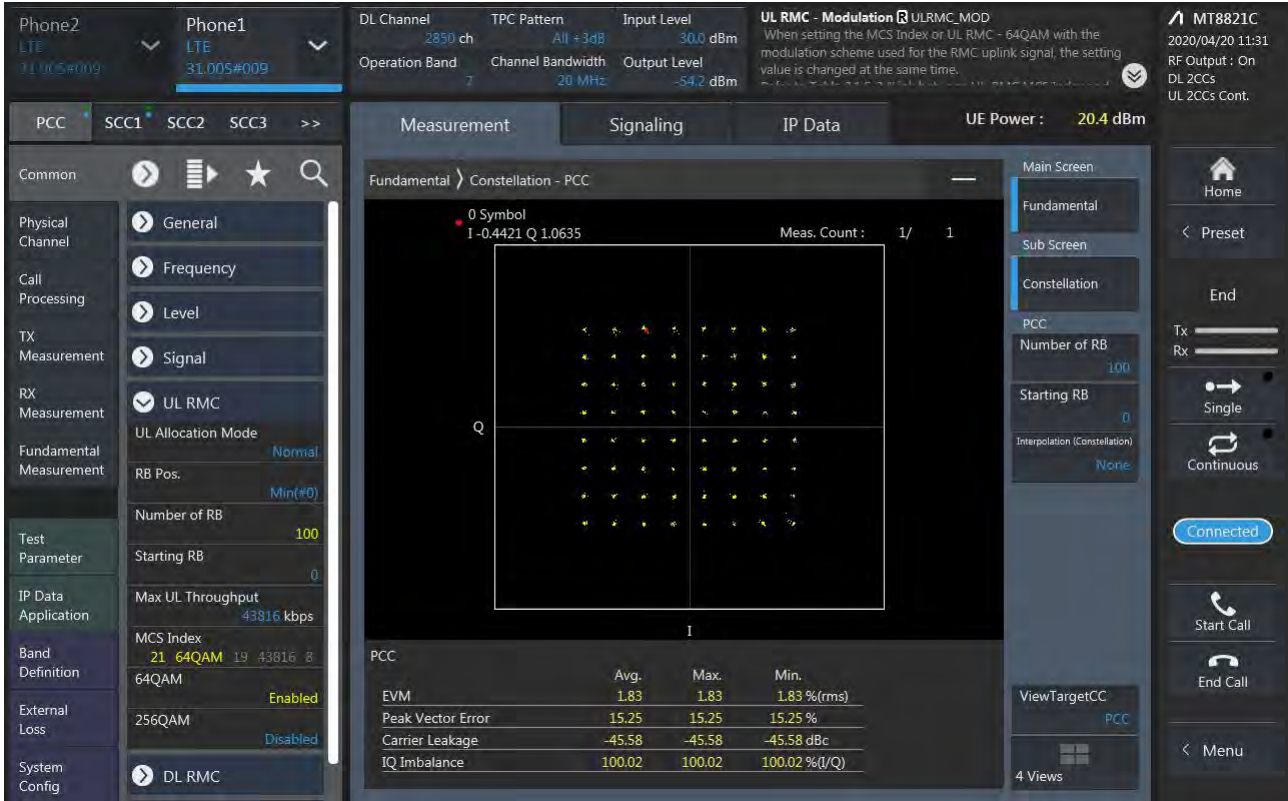 Phone2
LTE
31.005#009
Phone1
LTE
31.005#009
DL Channel
2850 ch
TPC Pattern
All +3dB
Input Level
30.0 dBm
Operation Band
7
Channel Bandwidth
20 MHz
Output Level
-54.2 dBm
UL RMC - Modulation R ULRMC_MOD
When setting the MCS Index or UL RMC - 64QAM with the
modulation scheme used for the RMC uplink signal, the setting
value is changed at the same time.
MT8821C
2020/04/20 11:31
RF Output : On
DL 2CCs
UL 2CCs Cont.
PCC SCC1 SCC2 SCC3 >>
Measurement Signaling IP Data
UE Power : 20.4 dBm
Common
Physical
Channel
Call
Processing
TX
Measurement
RX
Measurement
Fundamental
Measurement
Test
Parameter
IP Data
Application
Band
Definition
External
Loss
System
Config
General
Frequency
Level
Signal
UL RMC
UL Allocation Mode
Normal
RB Pos.
Min(#0)
Number of RB
100
Starting RB
0
Max UL Throughput
43816 kbps
MCS Index
21 64QAM 19 43816 8
64QAM
Enabled
256QAM
Disabled
DL RMC
Fundamental > Constellation - PCC
0 Symbol
I -0.4421 Q 1.0635
Meas. Count : 1/ 1
Q
I
PCC
Avg. Max. Min.
EVM 1.83 1.83 1.83 %(rms)
Peak Vector Error 15.25 15.25 15.25 %
Carrier Leakage -45.58 -45.58 -45.58 dBc
IQ Imbalance 100.02 100.02 100.02 %(I/Q)
Main Screen
Fundamental
Sub Screen
Constellation
PCC
Number of RB
100
Starting RB
0
Interpolation (Constellation)
None
ViewTargetCC
PCC
4 Views
Home
< Preset
End
Tx
Rx
Single
Continuous
Connected
Start Call
End Call
< Menu